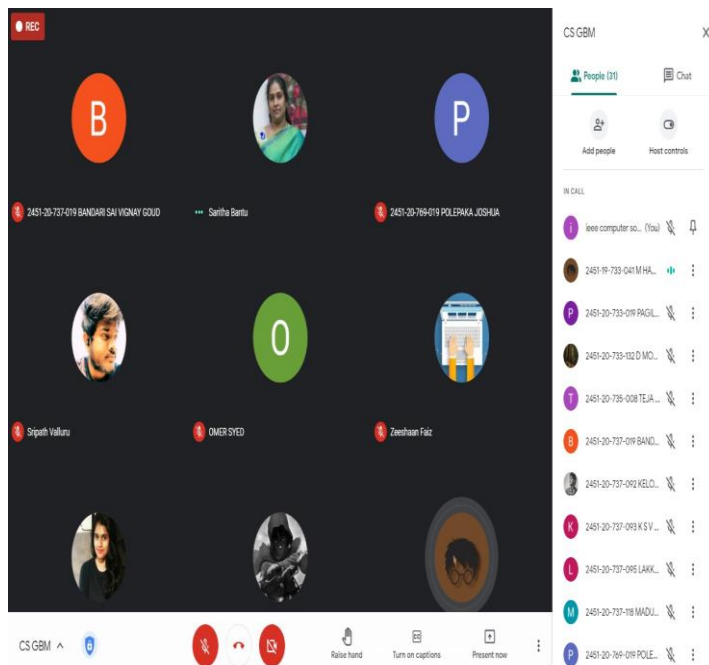 REC
B
P
2451-20-737-019 BANDARI SAI VIGNAY GOUD
Saritha Bantu
2451-20-769-019 POLEPAKA JOSHUA
O
Sripath Valluru
OMER SYED
Zeeshaan Faiz
CS GBM
Raise hand
Turn on captions
Present now
CS GBM
People (31)
Chat
Add people
Host controls
IN CALL
i
ieee computer so... (You)
2451-19-733-041 M HA...
P
2451-20-733-019 PAGIL...
2451-20-733-132 D MO...
T
2451-20-735-008 TEJA ...
B
2451-20-737-019 BAND...
2451-20-737-092 KELO...
K
2451-20-737-093 K S V ...
L
2451-20-737-095 LAKK...
M
2451-20-737-118 MADU...
P
2451-20-769-019 POLE...